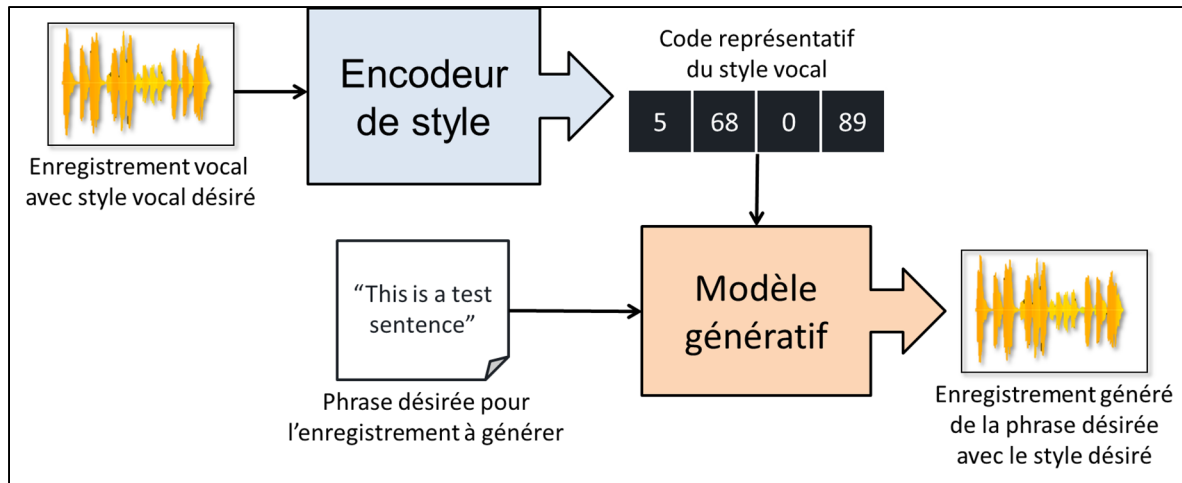 Enregistrement vocal
avec style vocal désiré
Encodeur
de style
Code représentatif
du style vocal
5 68 0 89
“This is a test
sentence”
Phrase désirée pour
l’enregistrement à générer
Modèle
génératif
Enregistrement généré
de la phrase désirée
avec le style désiré